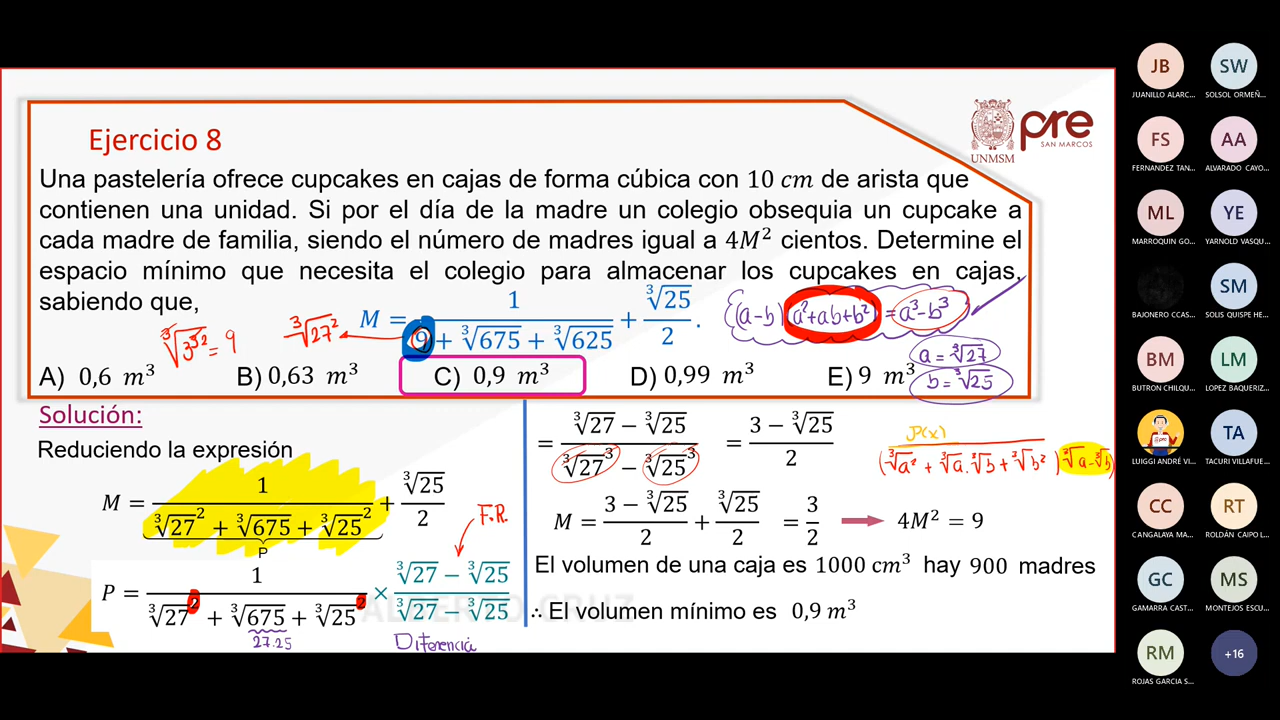 Ejercicio 8
UNMSM
pre
SAN MARCOS
Una pastelería ofrece cupcakes en cajas de forma cúbica con 10 cm de arista que
contienen una unidad. Si por el día de la madre un colegio obsequia un cupcake a
cada madre de familia, siendo el número de madres igual a 4M² cientos. Determine el
espacio mínimo que necesita el colegio para almacenar los cupcakes en cajas,
sabiendo que,
M = 1 / (9 + ∛675 + ∛625) + ∛25 / 2 .
∛3³·² = 9
∛27²
(a-b)(a²+ab+b²) = a³-b³
a = ∛27
b = ∛25
A) 0,6 m³ B) 0,63 m³ C) 0,9 m³ D) 0,99 m³ E) 9 m³
Solución:
Reduciendo la expresión
M = 1 / (∛27² + ∛675 + ∛25²) + ∛25 / 2
P
F.R.
P = 1 / (∛27² + ∛675 + ∛25²) × (∛27 − ∛25) / (∛27 − ∛25)
27.25
Diferencia
= (∛27 − ∛25) / (∛27³ − ∛25³) = (3 − ∛25) / 2
P(x)
(∛a² + ∛a.∛b + ∛b²) ∛a-∛b
M = (3 − ∛25) / 2 + ∛25 / 2 = 3/2 → 4M² = 9
El volumen de una caja es 1000 cm³ hay 900 madres
∴ El volumen mínimo es 0,9 m³
ALBERTO CRUZ
JB
JUANILLO ALARC...
SW
SOLSOL ORMEÑ...
FS
FERNANDEZ TAN...
AA
ALVARADO CAYO...
ML
MARROQUIN GO...
YE
YARNOLD VASQU...
BAJONERO CCAS...
SM
SOLIS QUISPE HE...
BM
BUTRON CHILQU...
LM
LOPEZ BAQUERIZ...
LUIGGI ANDRÉ VI...
TA
TACURI VILLAFUE...
CC
CANGALAYA MA...
RT
ROLDÁN CAIPO L...
GC
GAMARRA CAST...
MS
MONTEJOS ESCU...
RM
ROJAS GARCIA S...
+16